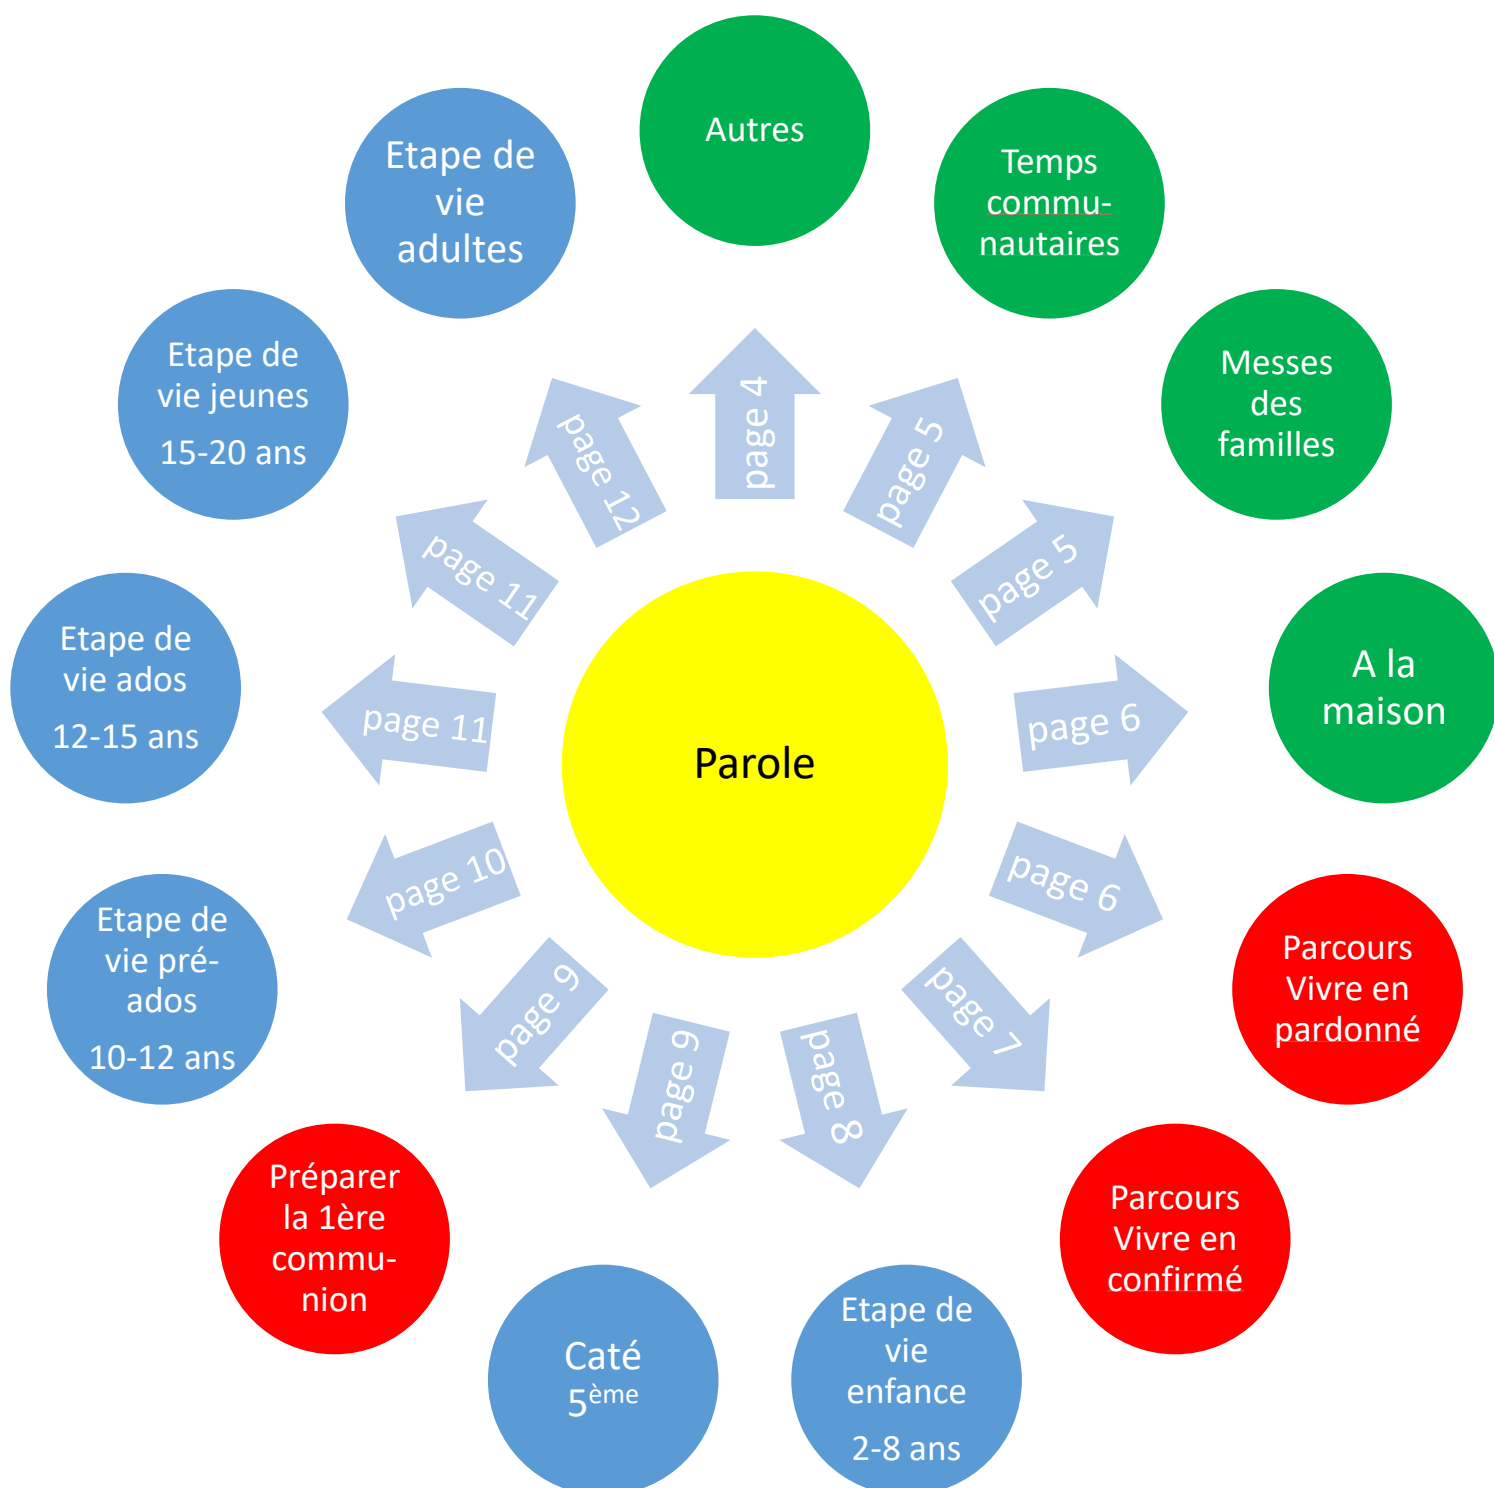 Autres
Temps
commu-
nautaires
Messes
des
familles
A la
maison
Parcours
Vivre en
pardonné
Parcours
Vivre en
confirmé
Etape de
vie
enfance
2-8 ans
Caté
5ème
Préparer
la 1ère
commu-
nion
Etape de
vie pré-
ados
10-12 ans
Etape de
vie ados
12-15 ans
Etape de
vie jeunes
15-20 ans
Etape de
vie
adultes
page 4
page 5
page 5
page 6
page 6
page 7
page 8
page 9
page 9
page 10
page 11
page 11
page 12
Parole